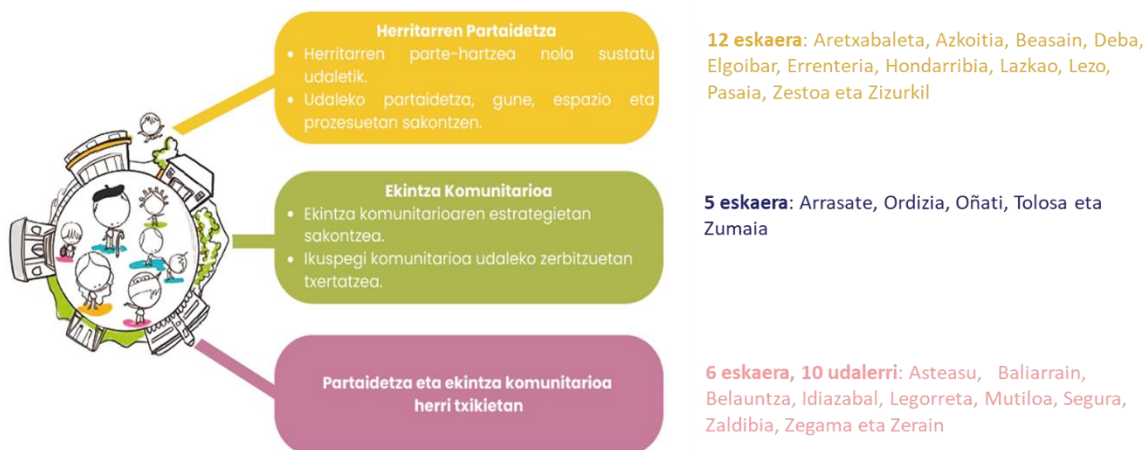 Herritarren Partaidetza
• Herritarren parte-hartzea nola sustatu
udaletik.
• Udaleko partaidetza, gune, espazio eta
prozesuetan sakontzen.
12 eskaera: Aretxabaleta, Azkoitia, Beasain, Deba,
Elgoibar, Errenteria, Hondarribia, Lazkao, Lezo,
Pasaia, Zestoa eta Zizurkil
Ekintza Komunitarioa
• Ekintza komunitarioaren estrategietan
sakontzea.
• Ikuspegi komunitarioa udaleko zerbitzuetan
txertatzea.
5 eskaera: Arrasate, Ordizia, Oñati, Tolosa eta
Zumaia
Partaidetza eta ekintza komunitarioa
herri txikietan
6 eskaera, 10 udalerri: Asteasu, Baliarrain,
Belauntza, Idiazabal, Legorreta, Mutiloa, Segura,
Zaldibia, Zegama eta Zerain